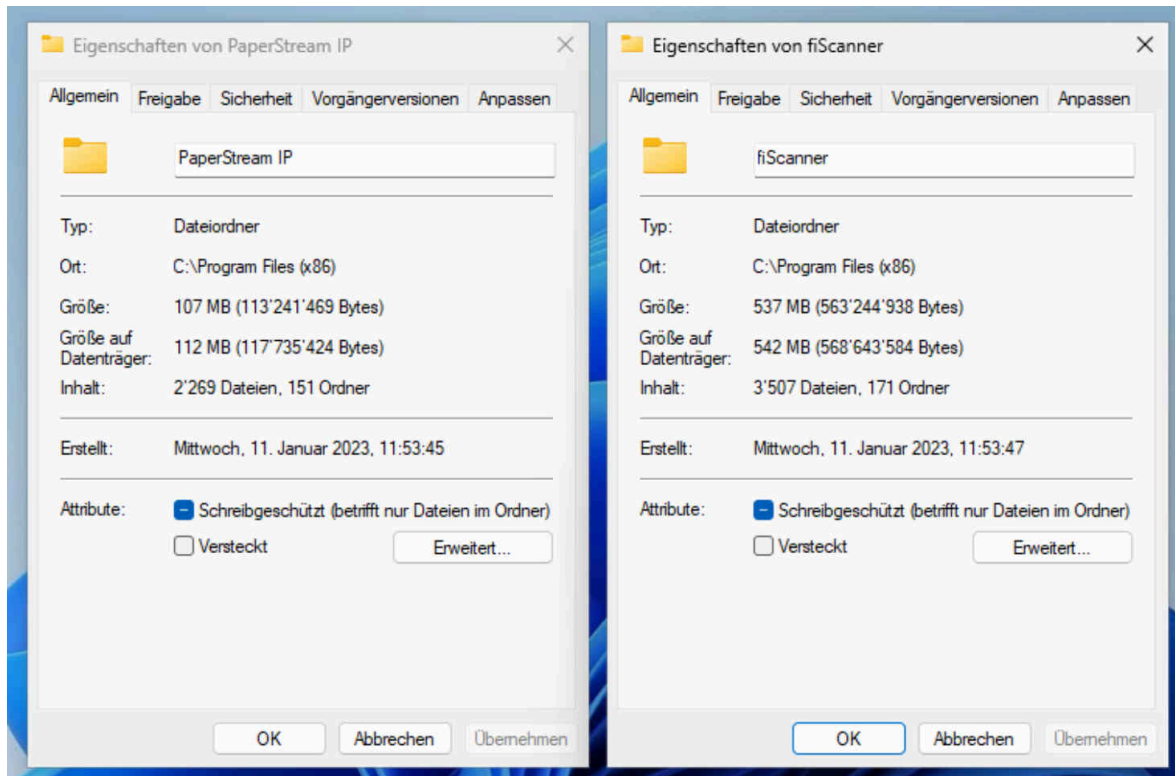 Eigenschaften von PaperStream IP
Allgemein Freigabe Sicherheit Vorgängerversionen Anpassen
PaperStream IP
Typ: Dateiordner
Ort: C:\Program Files (x86)
Größe: 107 MB (113'241'469 Bytes)
Größe auf
Datenträger: 112 MB (117'735'424 Bytes)
Inhalt: 2'269 Dateien, 151 Ordner
Erstellt: Mittwoch, 11. Januar 2023, 11:53:45
Attribute: Schreibgeschützt (betrifft nur Dateien im Ordner)
Versteckt Erweitert...
OK Abbrechen Übernehmen
Eigenschaften von fiScanner
Allgemein Freigabe Sicherheit Vorgängerversionen Anpassen
fiScanner
Typ: Dateiordner
Ort: C:\Program Files (x86)
Größe: 537 MB (563'244'938 Bytes)
Größe auf
Datenträger: 542 MB (568'643'584 Bytes)
Inhalt: 3'507 Dateien, 171 Ordner
Erstellt: Mittwoch, 11. Januar 2023, 11:53:47
Attribute: Schreibgeschützt (betrifft nur Dateien im Ordner)
Versteckt Erweitert...
OK Abbrechen Übernehmen